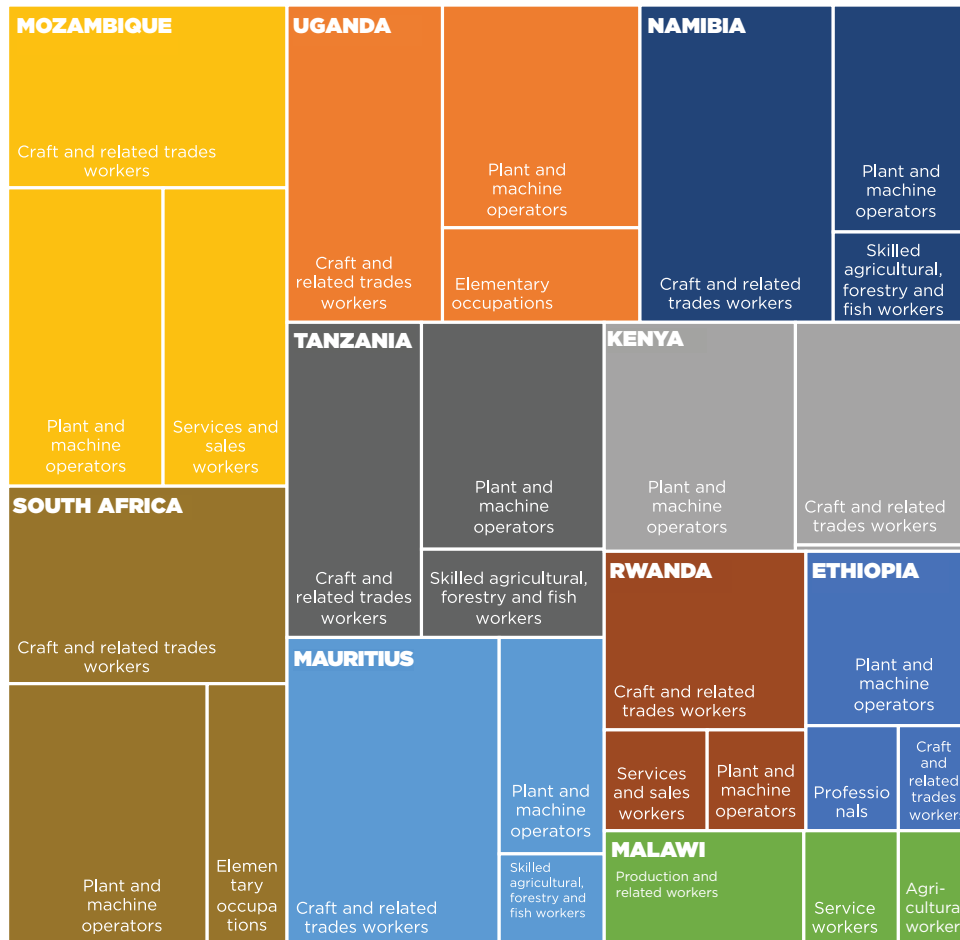 MOZAMBIQUE
Craft and related trades
workers
Plant and
machine
operators
Services and
sales
workers
SOUTH AFRICA
Craft and related trades
workers
Plant and
machine
operators
Elemen
tary
occupa
tions
UGANDA
Craft and
related trades
workers
Plant and
machine
operators
Elementary
occupations
NAMIBIA
Craft and related
trades workers
Plant and
machine
operators
Skilled
agricultural,
forestry and
fish workers
TANZANIA
Craft and
related trades
workers
Plant and
machine
operators
Skilled agricultural,
forestry and fish
workers
KENYA
Plant and
machine
operators
Craft and related
trades workers
MAURITIUS
Craft and related
trades workers
Plant and
machine
operators
Skilled
agricultural,
forestry and
fish workers
RWANDA
Craft and related
trades workers
Services
and sales
workers
Plant and
machine
operators
ETHIOPIA
Plant and
machine
operators
Professio
nals
Craft
and
related
trades
workers
MALAWI
Production and
related workers
Service
workers
Agri-
cultural
worker